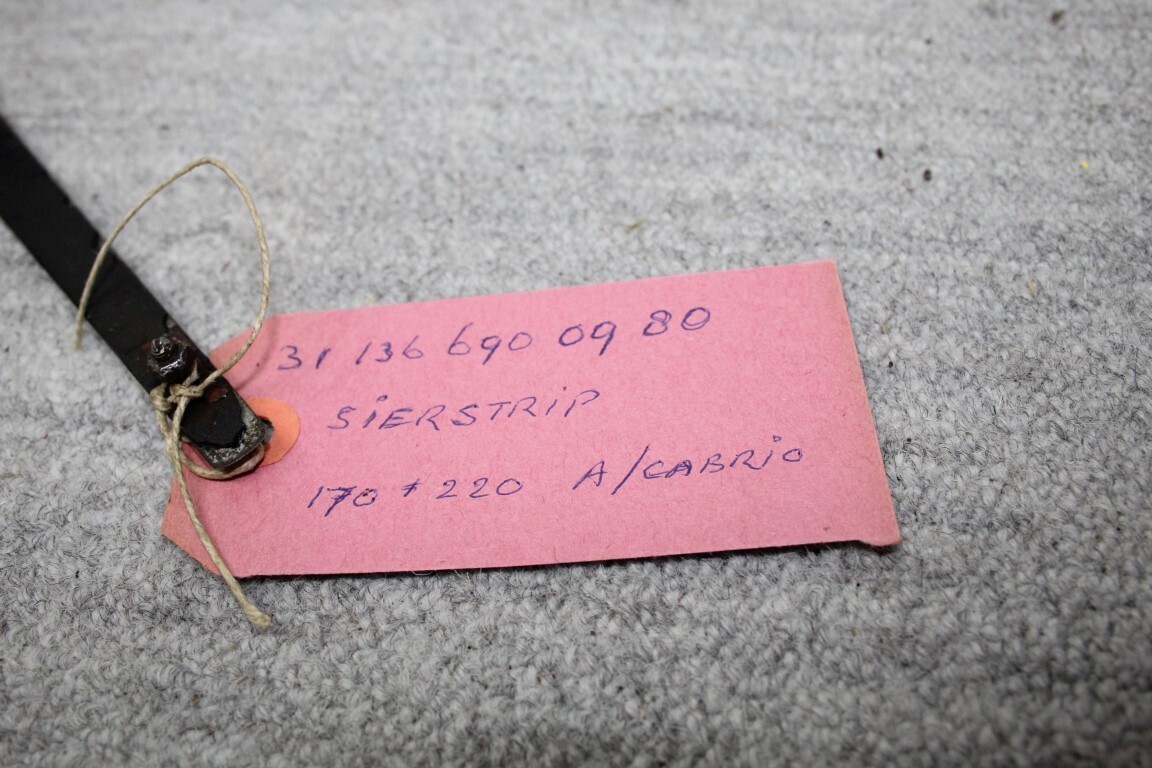 31 136 690 09 80
SiERSTRiP
170 + 220 A/CABRiO